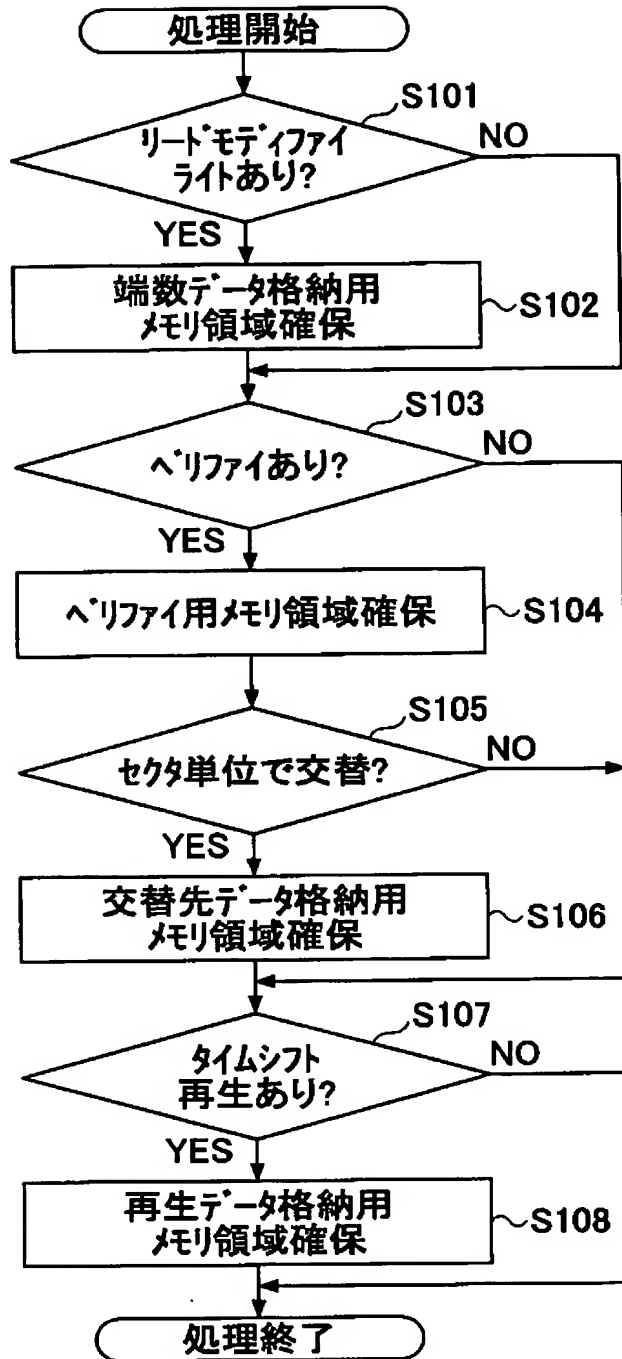 処理開始
S101
リードモディファイ
ライトあり?
NO
YES
端数データ格納用
メモリ領域確保
S102
S103
ベリファイあり?
NO
YES
ベリファイ用メモリ領域確保
S104
S105
セクタ単位で交替?
NO
YES
交替先データ格納用
メモリ領域確保
S106
S107
タイムシフト
再生あり?
NO
YES
再生データ格納用
メモリ領域確保
S108
処理終了